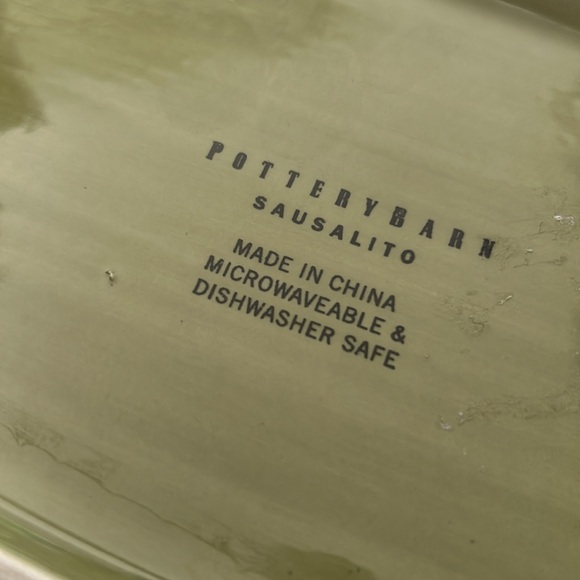 POTTERYBARN
SAUSALITO
MADE IN CHINA
MICROWAVEABLE &
DISHWASHER SAFE